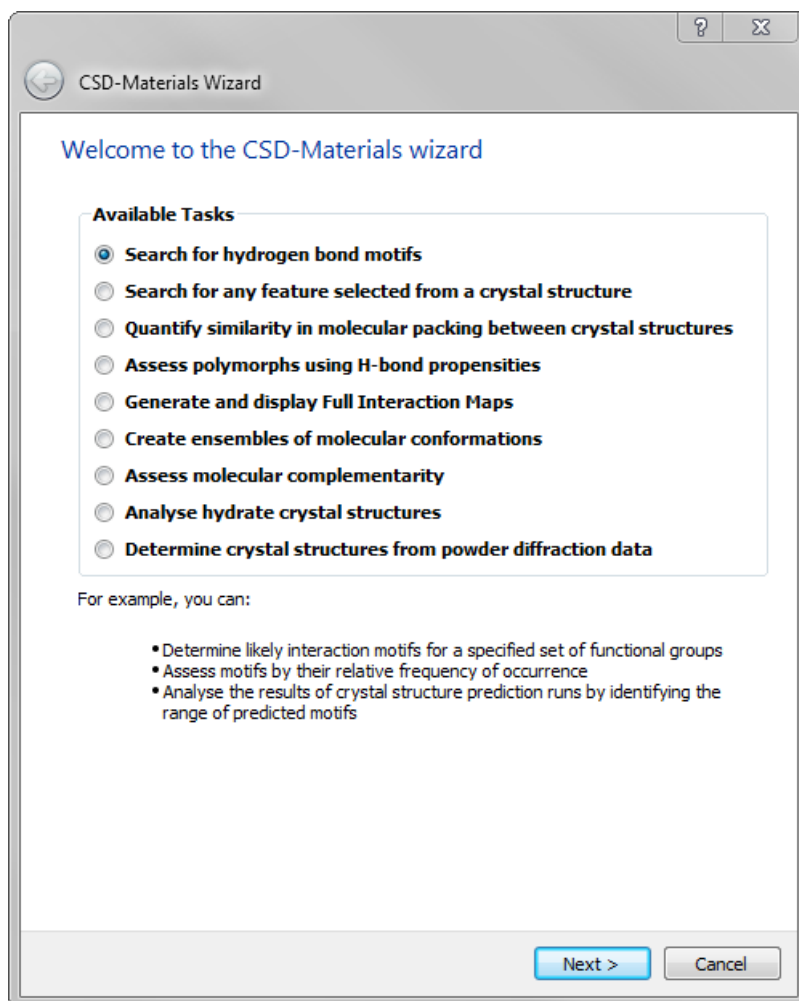 CSD-Materials Wizard
Welcome to the CSD-Materials wizard
Available Tasks
Search for hydrogen bond motifs
Search for any feature selected from a crystal structure
Quantify similarity in molecular packing between crystal structures
Assess polymorphs using H-bond propensities
Generate and display Full Interaction Maps
Create ensembles of molecular conformations
Assess molecular complementarity
Analyse hydrate crystal structures
Determine crystal structures from powder diffraction data
For example, you can:
• Determine likely interaction motifs for a specified set of functional groups
• Assess motifs by their relative frequency of occurrence
• Analyse the results of crystal structure prediction runs by identifying the
range of predicted motifs
Next >
Cancel